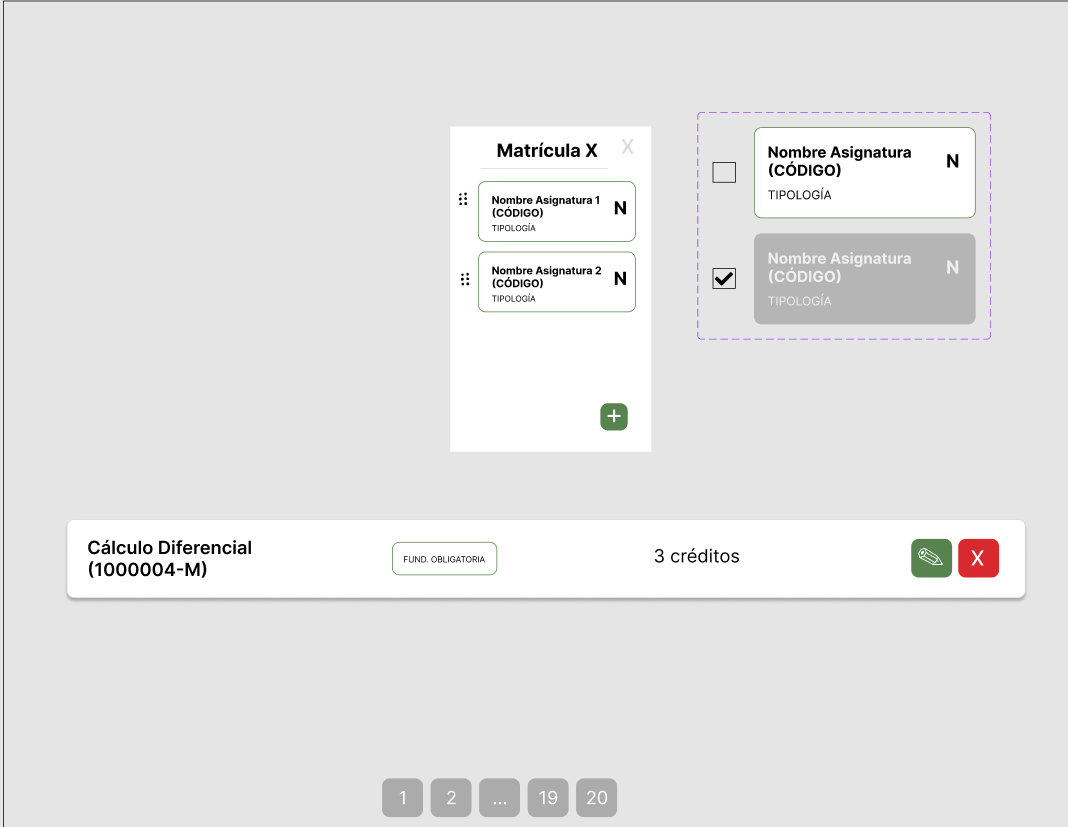 Matrícula X
X
Nombre Asignatura 1
(CÓDIGO)
N
TIPOLOGÍA
Nombre Asignatura 2
(CÓDIGO)
N
TIPOLOGÍA
+
Nombre Asignatura
(CÓDIGO)
N
TIPOLOGÍA
Nombre Asignatura
(CÓDIGO)
N
TIPOLOGÍA
Cálculo Diferencial
(1000004-M)
FUND. OBLIGATORIA
3 créditos
X
1
2
...
19
20